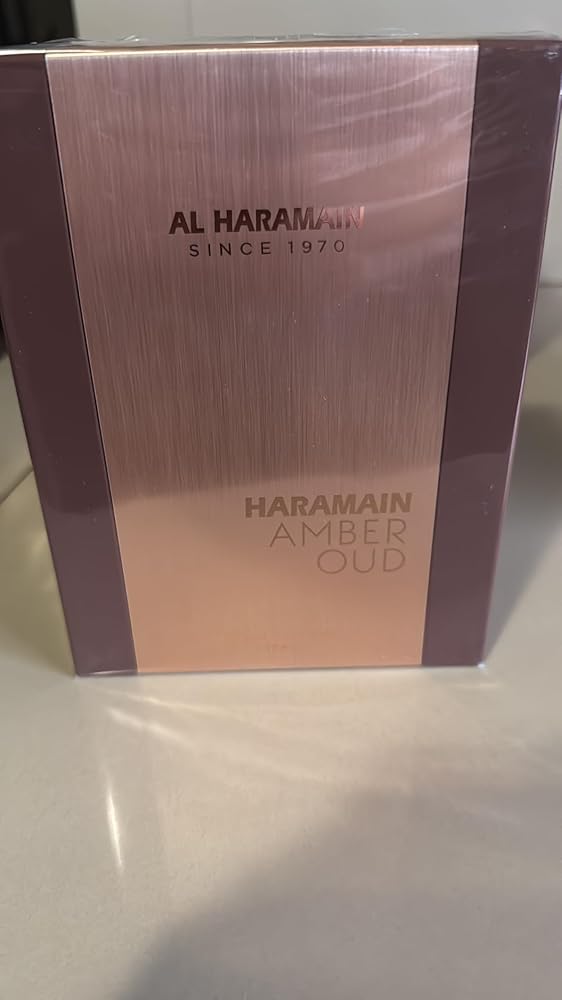 AL HARAMAIN
SINCE 1970
HARAMAIN
AMBER
OUD